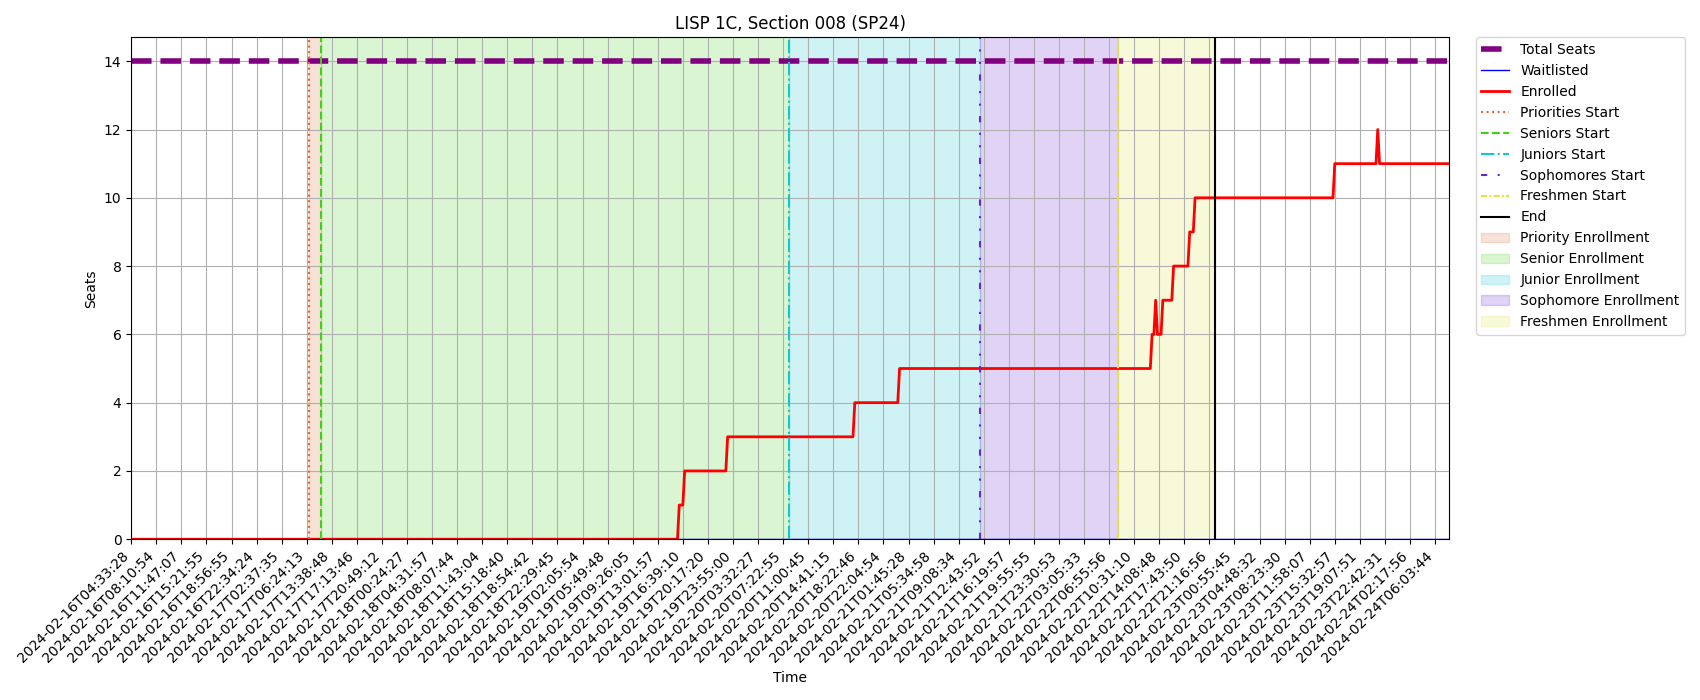 LISP 1C, Section 008 (SP24)
Seats
14
12
10
8
6
4
2
0
2024-02-16T04:33:28
2024-02-16T08:10:54
2024-02-16T11:47:07
2024-02-16T15:21:55
2024-02-16T18:56:55
2024-02-16T22:34:24
2024-02-17T02:37:35
2024-02-17T06:24:13
2024-02-17T13:38:48
2024-02-17T17:13:46
2024-02-17T20:49:12
2024-02-18T00:24:27
2024-02-18T04:31:57
2024-02-18T08:07:44
2024-02-18T11:43:04
2024-02-18T15:18:40
2024-02-18T18:54:42
2024-02-18T22:29:45
2024-02-19T02:05:54
2024-02-19T05:49:48
2024-02-19T09:26:05
2024-02-19T13:01:57
2024-02-19T16:39:10
2024-02-19T20:17:20
2024-02-19T23:55:00
2024-02-20T03:32:27
2024-02-20T07:22:55
2024-02-20T11:00:45
2024-02-20T14:41:15
2024-02-20T18:22:46
2024-02-20T22:04:54
2024-02-21T01:45:28
2024-02-21T05:34:58
2024-02-21T09:08:34
2024-02-21T12:43:52
2024-02-21T16:19:57
2024-02-21T19:55:55
2024-02-21T23:30:53
2024-02-22T03:05:33
2024-02-22T06:55:56
2024-02-22T10:31:10
2024-02-22T14:08:48
2024-02-22T17:43:50
2024-02-22T21:16:56
2024-02-23T00:55:45
2024-02-23T04:48:32
2024-02-23T08:23:30
2024-02-23T11:58:07
2024-02-23T15:32:57
2024-02-23T19:07:51
2024-02-23T22:42:31
2024-02-24T02:17:56
2024-02-24T06:03:44
Time
Total Seats
Waitlisted
Enrolled
Priorities Start
Seniors Start
Juniors Start
Sophomores Start
Freshmen Start
End
Priority Enrollment
Senior Enrollment
Junior Enrollment
Sophomore Enrollment
Freshmen Enrollment